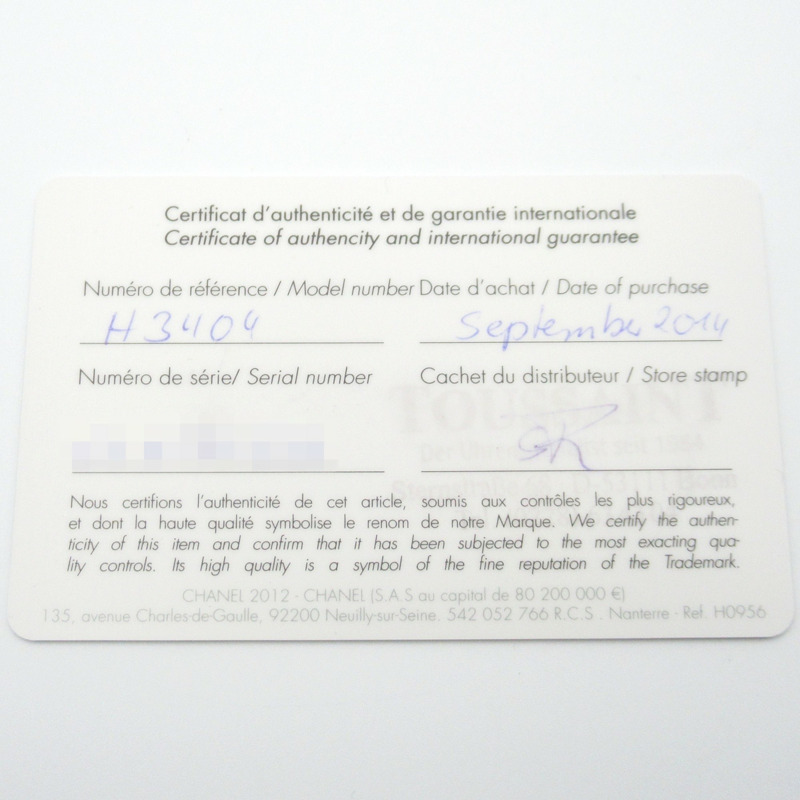 Certificat d'authenticité et de garantie internationale
Certificate of authencity and international guarantee
Numéro de référence / Model number Date d'achat / Date of purchase
H3404 September 2014
Numéro de série/ Serial number Cachet du distributeur / Store stamp
TOUSSAINT
Nous certifions l'authenticité de cet article, soumis aux contrôles les plus rigoureux,
et dont la haute qualité symbolise le renom de notre Marque. We certify the authen-
ticity of this item and confirm that it has been subjected to the most exacting qua-
lity controls. Its high quality is a symbol of the fine reputation of the Trademark.
CHANEL 2012 - CHANEL (S.A.S au capital de 80 200 000 €)
135, avenue Charles-de-Gaulle, 92200 Neuilly-sur-Seine. 542 052 766 R.C.S . Nanterre - Ref. H0956